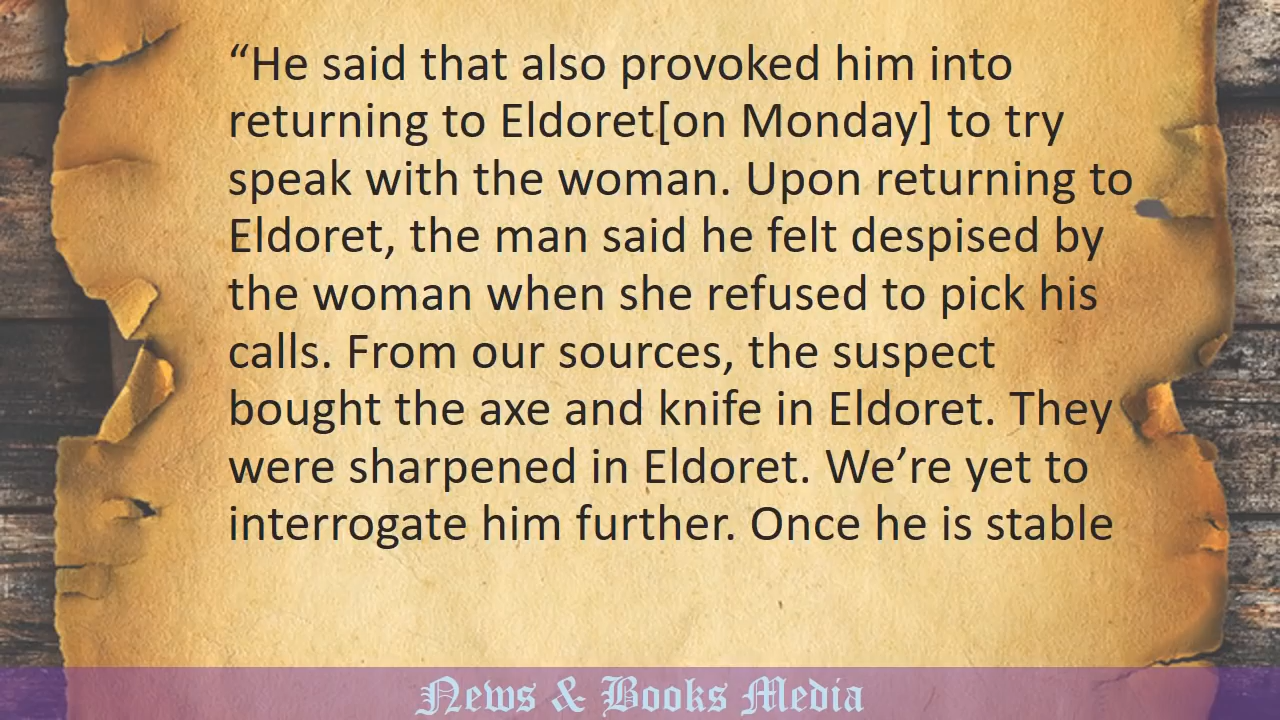 “He said that also provoked him into
returning to Eldoret[on Monday] to try
speak with the woman. Upon returning to
Eldoret, the man said he felt despised by
the woman when she refused to pick his
calls. From our sources, the suspect
bought the axe and knife in Eldoret. They
were sharpened in Eldoret. We’re yet to
interrogate him further. Once he is stable
News & Books Media